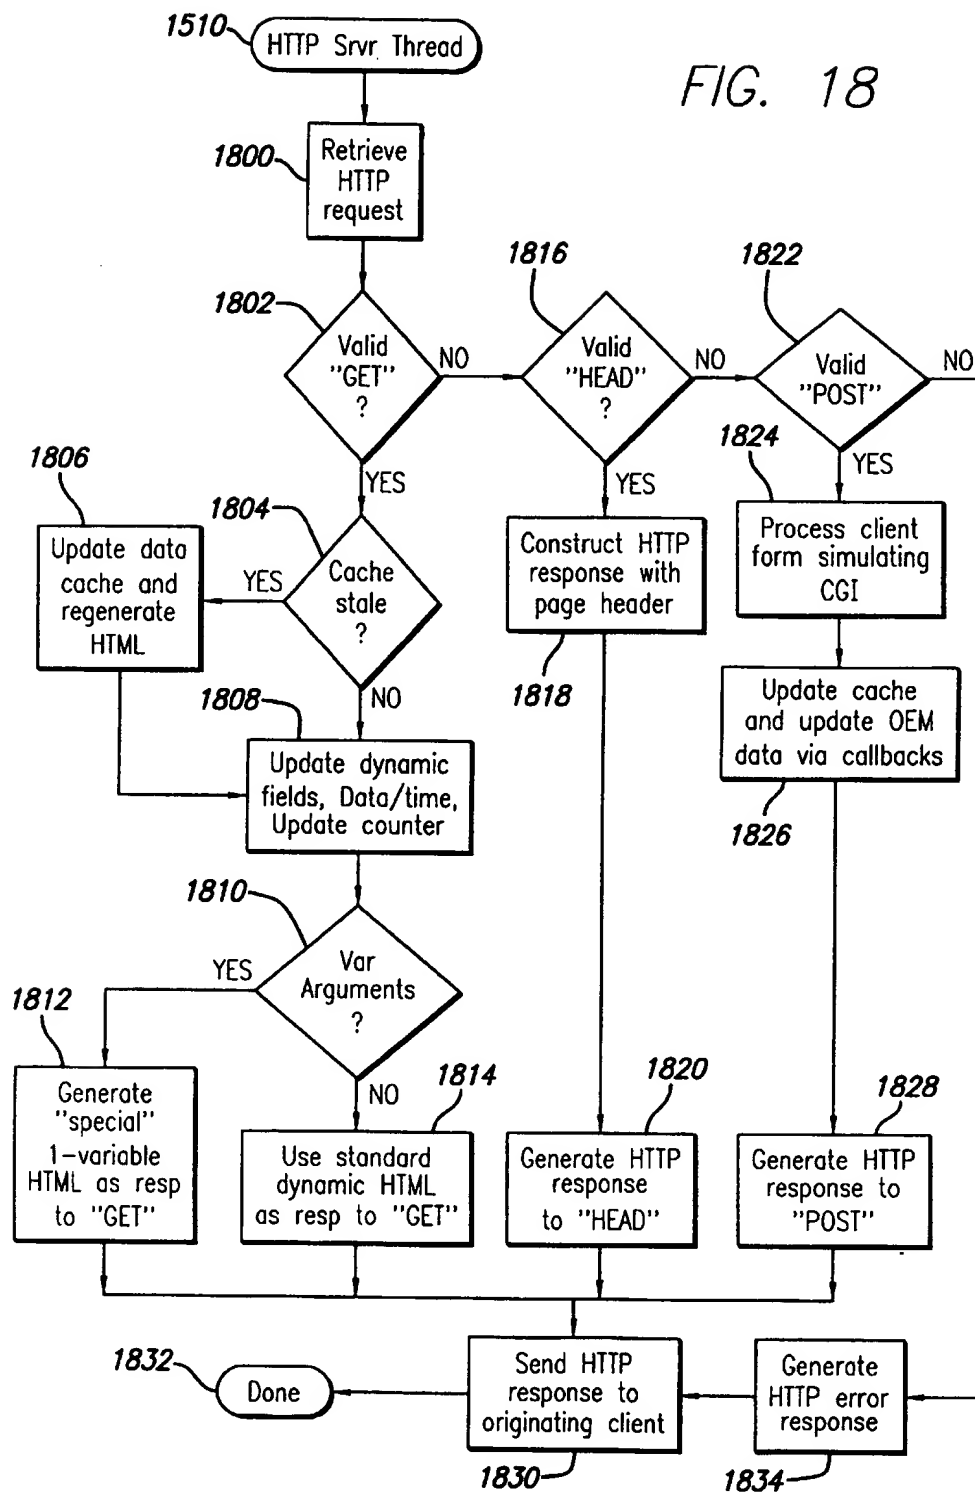 1510
HTTP Srvr Thread
FIG. 18
1800
Retrieve
HTTP
request
1802
Valid
"GET"
?
NO
1816
Valid
"HEAD"
?
NO
1822
Valid
"POST"
?
NO
YES
YES
YES
1806
Update data
cache and
regenerate
HTML
1804
Cache
stale
?
YES
NO
Construct HTTP
response with
page header
1818
1824
Process client
form simulating
CGI
1808
Update dynamic
fields, Data/time,
Update counter
Update cache
and update OEM
data via callbacks
1826
1810
Var
Arguments
?
YES
NO
1812
Generate
"special"
1-variable
HTML as resp
to "GET"
1814
Use standard
dynamic HTML
as resp to "GET"
1820
Generate HTTP
response
to "HEAD"
1828
Generate HTTP
response to
"POST"
1832
Done
Send HTTP
response to
originating client
1830
Generate
HTTP error
response
1834